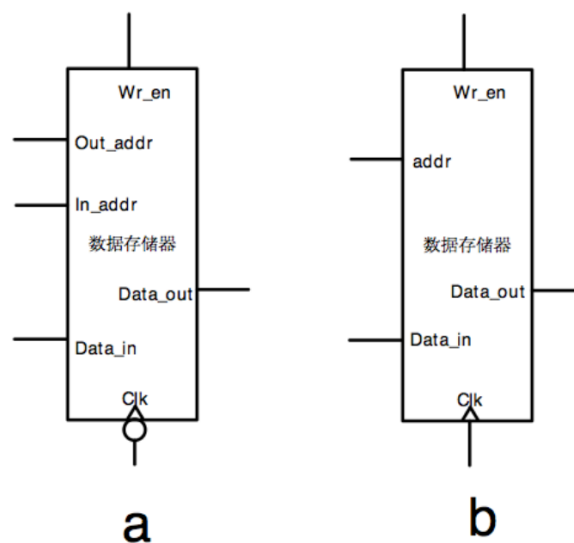 Wr_en
Out_addr
In_addr
数据存储器
Data_out
Data_in
Clk
a
Wr_en
addr
数据存储器
Data_out
Data_in
Clk
b